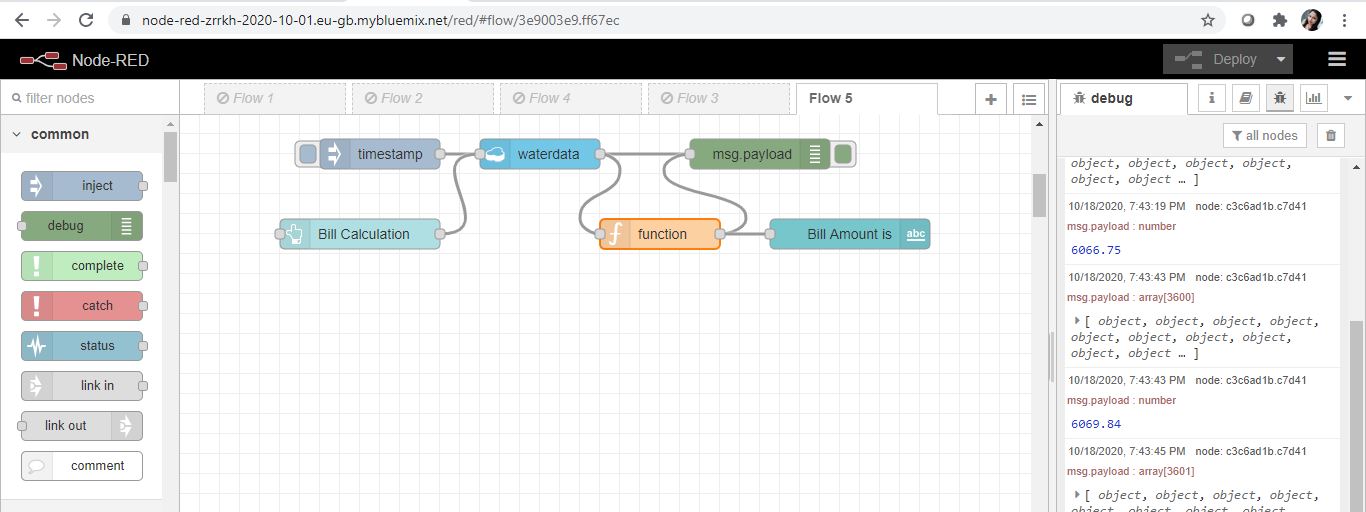 node-red-zrrkh-2020-10-01.eu-gb.mybluemix.net/red/#flow/3e9003e9.ff67ec
Node-RED
Deploy
filter nodes
Flow 1
Flow 2
Flow 4
Flow 3
Flow 5
debug
i
common
all nodes
inject
debug
complete
catch
status
link in
link out
comment
timestamp
waterdata
msg.payload
Bill Calculation
f
function
Bill Amount is
abc
object, object, object, object,
object, object … ]
10/18/2020, 7:43:19 PM node: c3c6ad1b.c7d41
msg.payload : number
6066.75
10/18/2020, 7:43:43 PM node: c3c6ad1b.c7d41
msg.payload : array[3600]
[ object, object, object, object,
object, object, object, object,
object, object … ]
10/18/2020, 7:43:43 PM node: c3c6ad1b.c7d41
msg.payload : number
6069.84
10/18/2020, 7:43:45 PM node: c3c6ad1b.c7d41
msg.payload : array[3601]
[ object, object, object, object,
object, object, object, object,